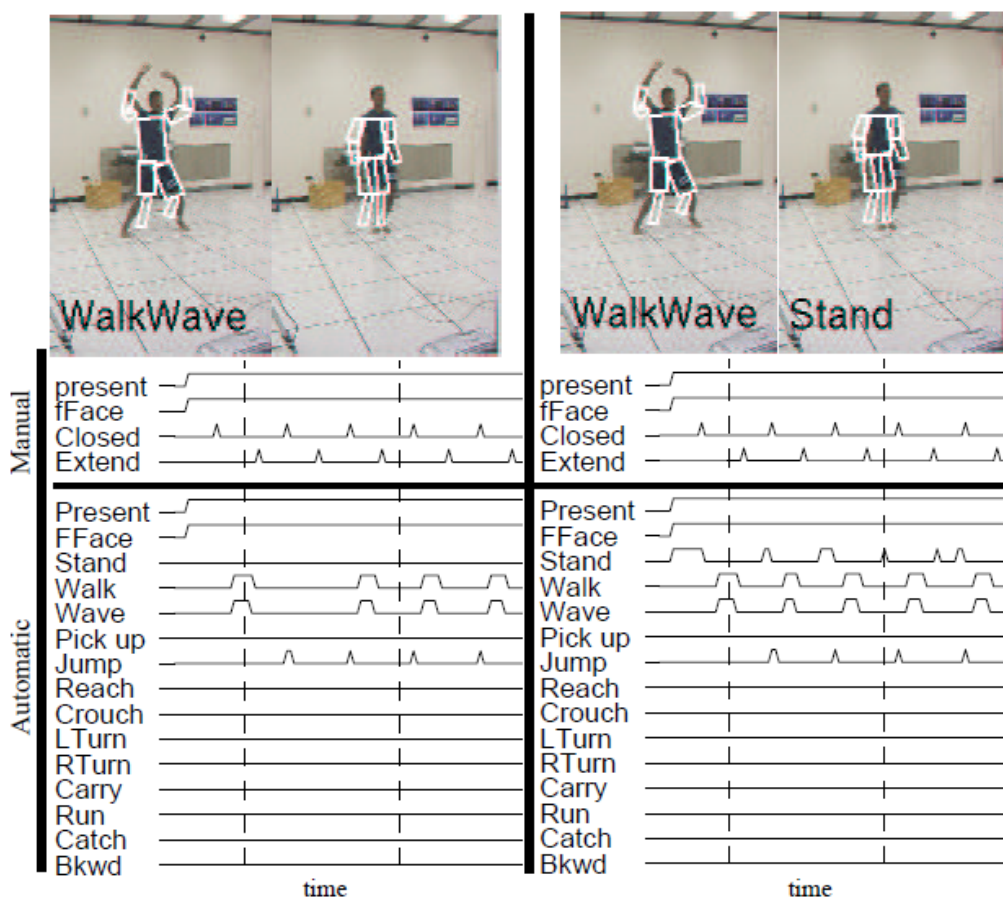 WalkWave
WalkWave Stand
Manual
present
fFace
Closed
Extend
present
fFace
Closed
Extend
Automatic
Present
FFace
Stand
Walk
Wave
Pick up
Jump
Reach
Crouch
LTurn
RTurn
Carry
Run
Catch
Bkwd
time
Present
FFace
Stand
Walk
Wave
Pick up
Jump
Reach
Crouch
LTurn
RTurn
Carry
Run
Catch
Bkwd
time